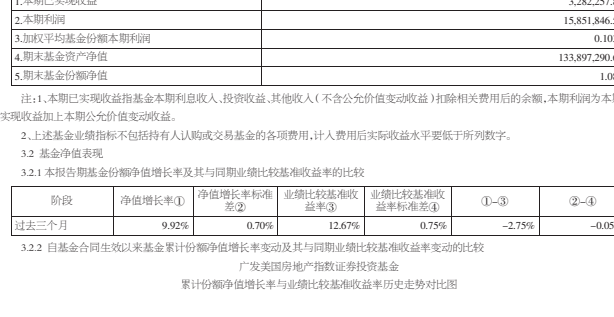 1.本期已实现收益 3,282,257.
2.本期利润 15,851,846.
3.加权平均基金份额本期利润 0.10
4.期末基金资产净值 133,897,290.
5.期末基金份额净值 1.0
注:1、本期已实现收益指基金本期利息收入、投资收益、其他收入(不含公允价值变动收益)扣除相关费用后的余额,本期利润为本
实现收益加上本期公允价值变动收益。
2、上述基金业绩指标不包括持有人认购或交易基金的各项费用,计入费用后实际收益水平要低于所列数字。
3.2 基金净值表现
3.2.1 本报告期基金份额净值增长率及其与同期业绩比较基准收益率的比较
阶段 净值增长率① 净值增长率标准差② 业绩比较基准收益率③ 业绩比较基准收益率标准差④ ①-③ ②-④
过去三个月 9.92% 0.70% 12.67% 0.75% -2.75% -0.05
3.2.2 自基金合同生效以来基金累计份额净值增长率变动及其与同期业绩比较基准收益率变动的比较
广发美国房地产指数证券投资基金
累计份额净值增长率与业绩比较基准收益率历史走势对比图